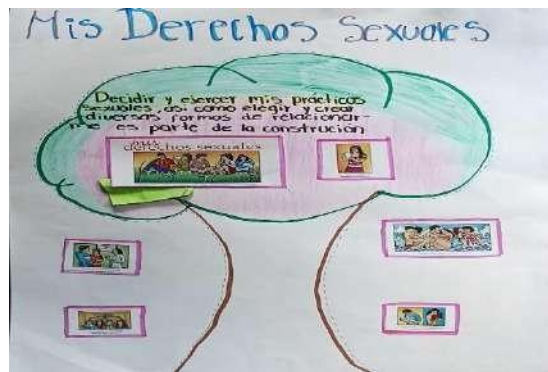 Mis Derechos Sexuales
Decidir y ejercer mis prácticas
sexuales, así como elegir y crear
diversas formas de relacionar-
me es parte de la construcción
derechos sexuales